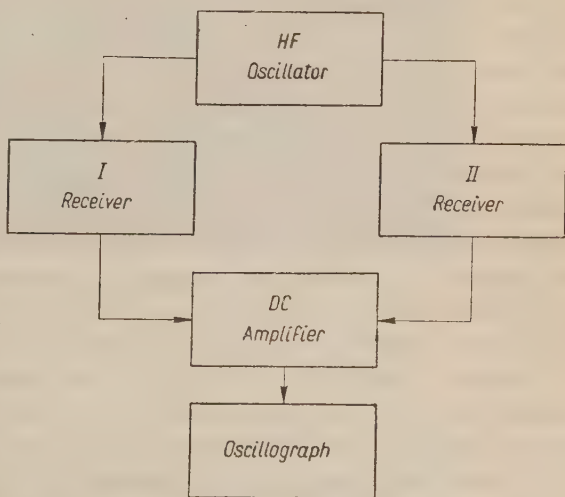 HF
Oscillator
I
Receiver
II
Receiver
DC
Amplifier
Oscillograph